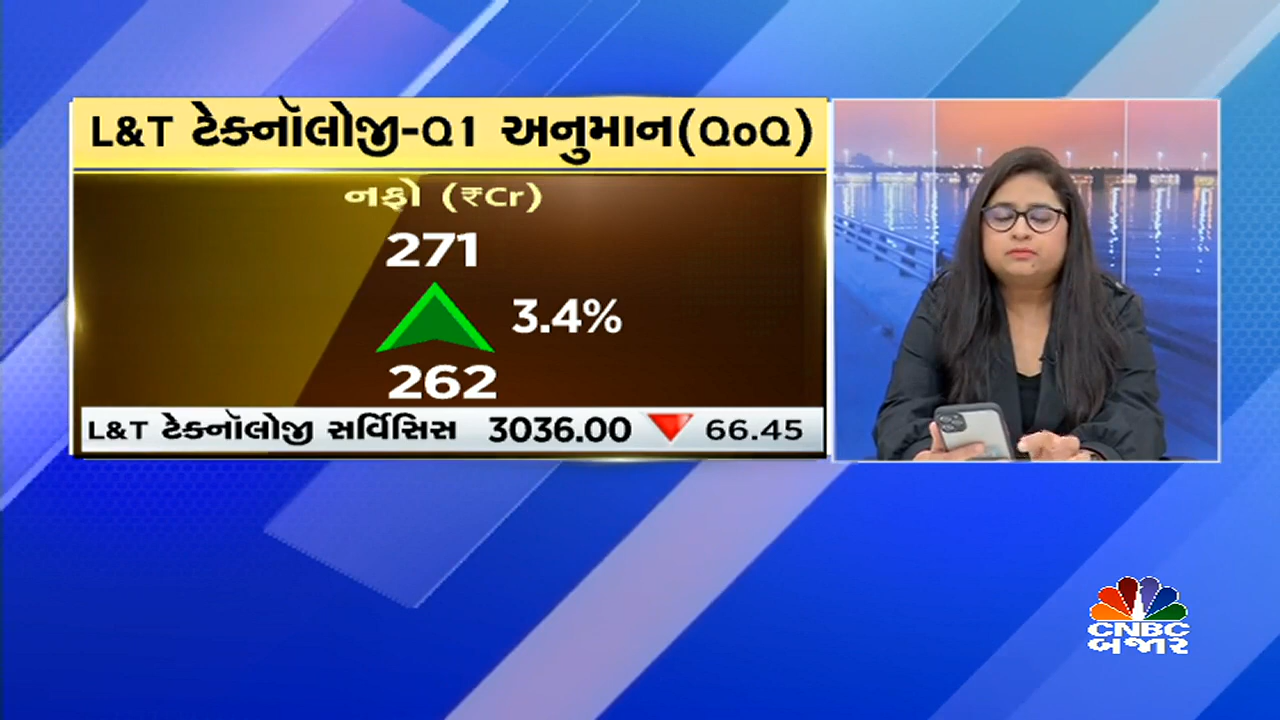 L&T ટેક્નૉલોજી-Q1 અનુમાન(QoQ)
નફો (₹Cr)
271
3.4%
262
L&T ટેક્નૉલોજી સર્વિસિસ 3036.00 66.45
CNBC
બજાર